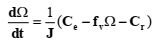 dΩ/dt = 1/J (Cₑ − fᵥΩ − Cᵣ)